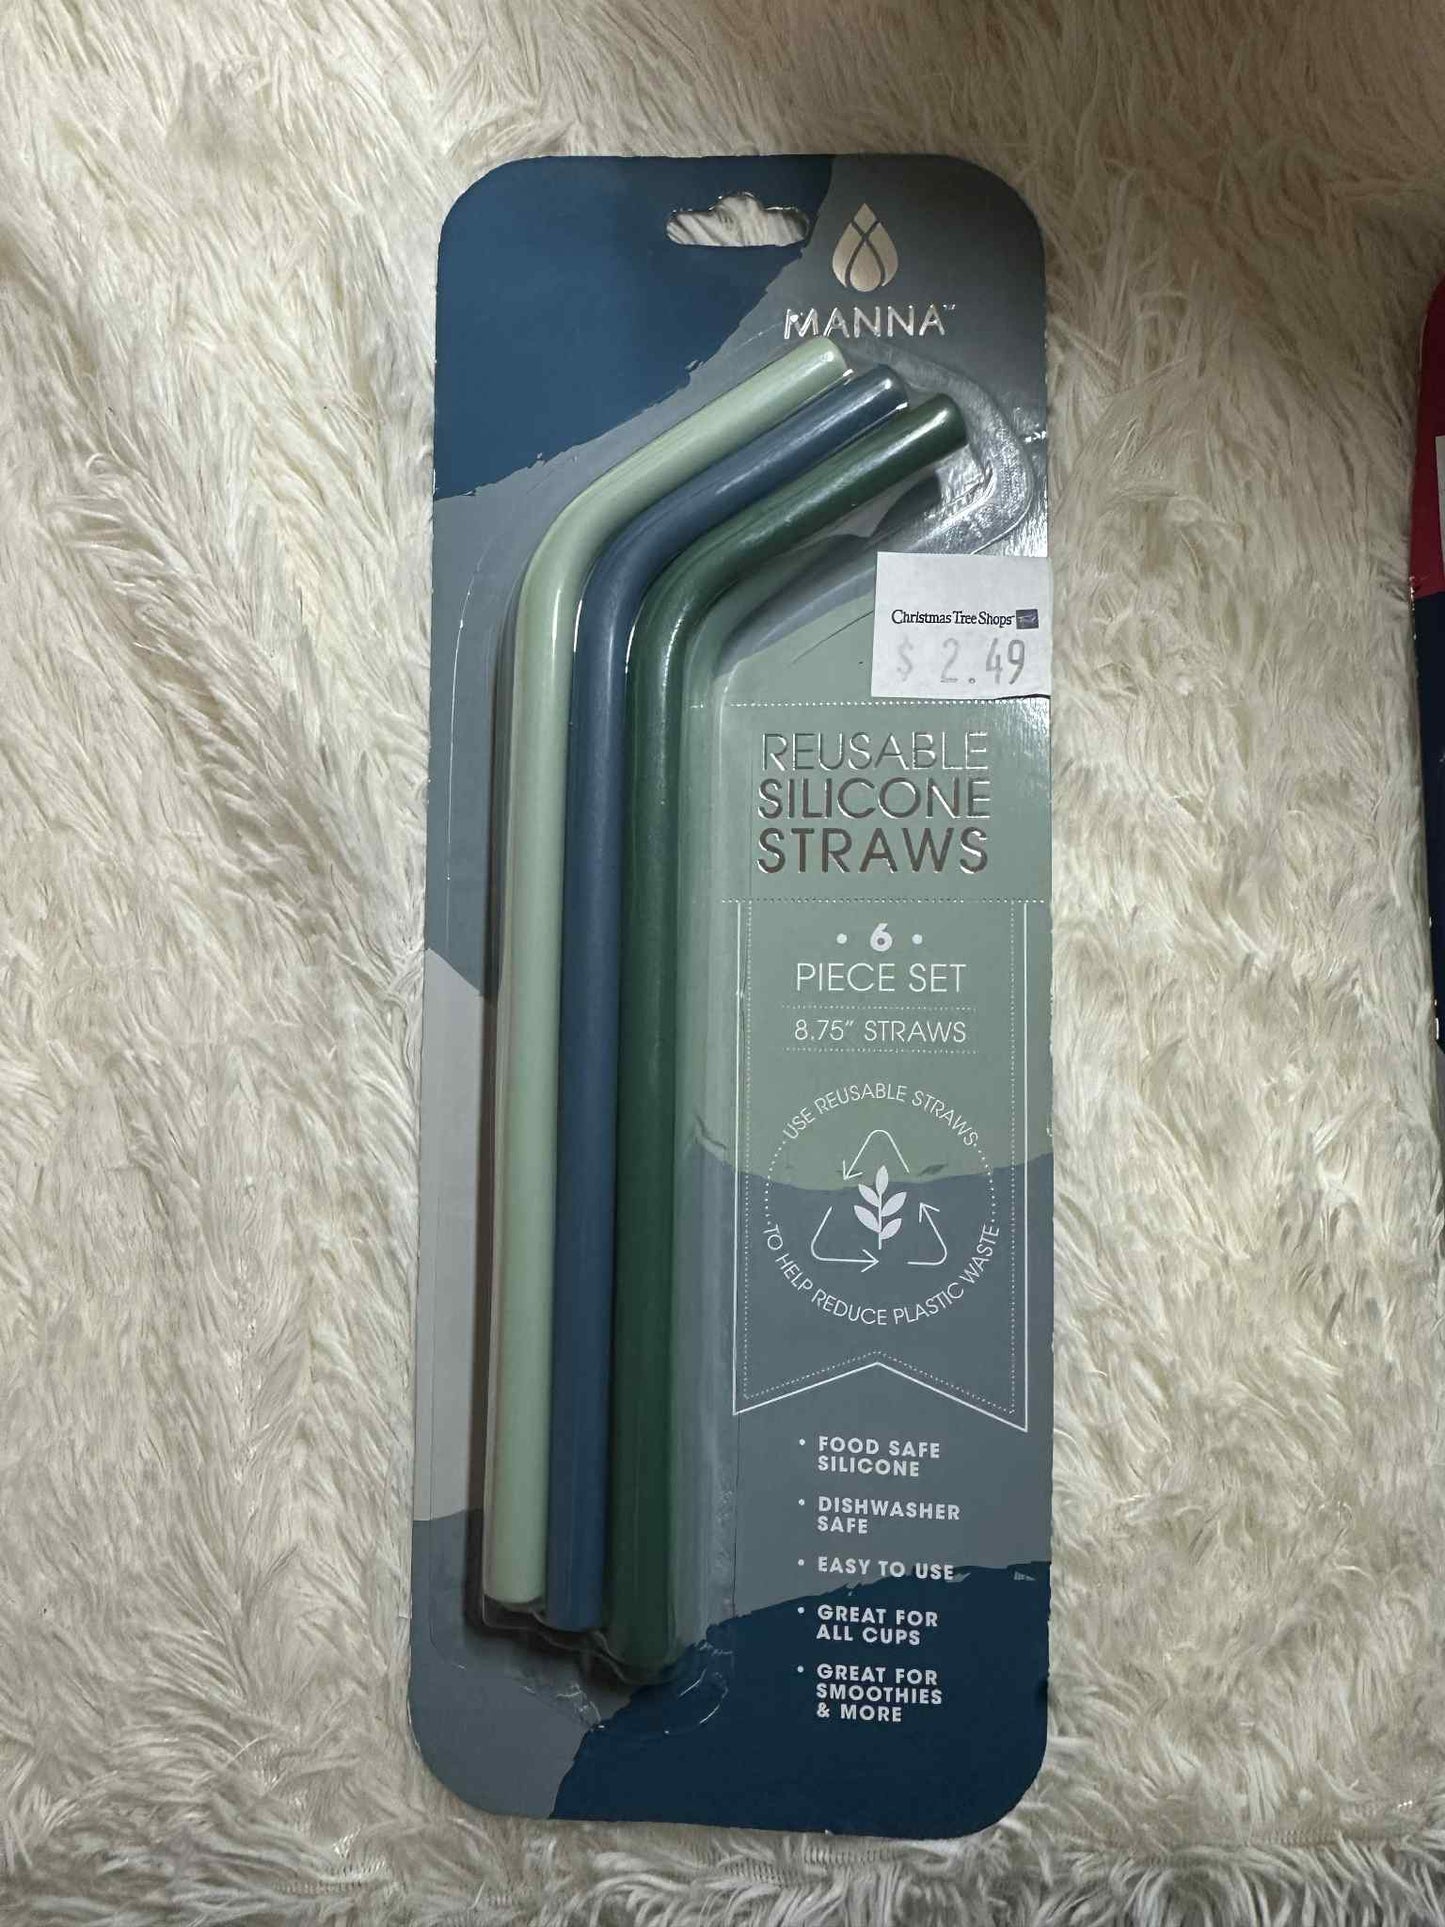 MANNA™
Christmas Tree Shops
$ 2.49
REUSABLE
SILICONE
STRAWS
• 6 •
PIECE SET
8.75” STRAWS
USE REUSABLE STRAWS
TO HELP REDUCE PLASTIC WASTE
• FOOD SAFE
SILICONE
• DISHWASHER
SAFE
• EASY TO USE
• GREAT FOR
ALL CUPS
• GREAT FOR
SMOOTHIES
& MORE